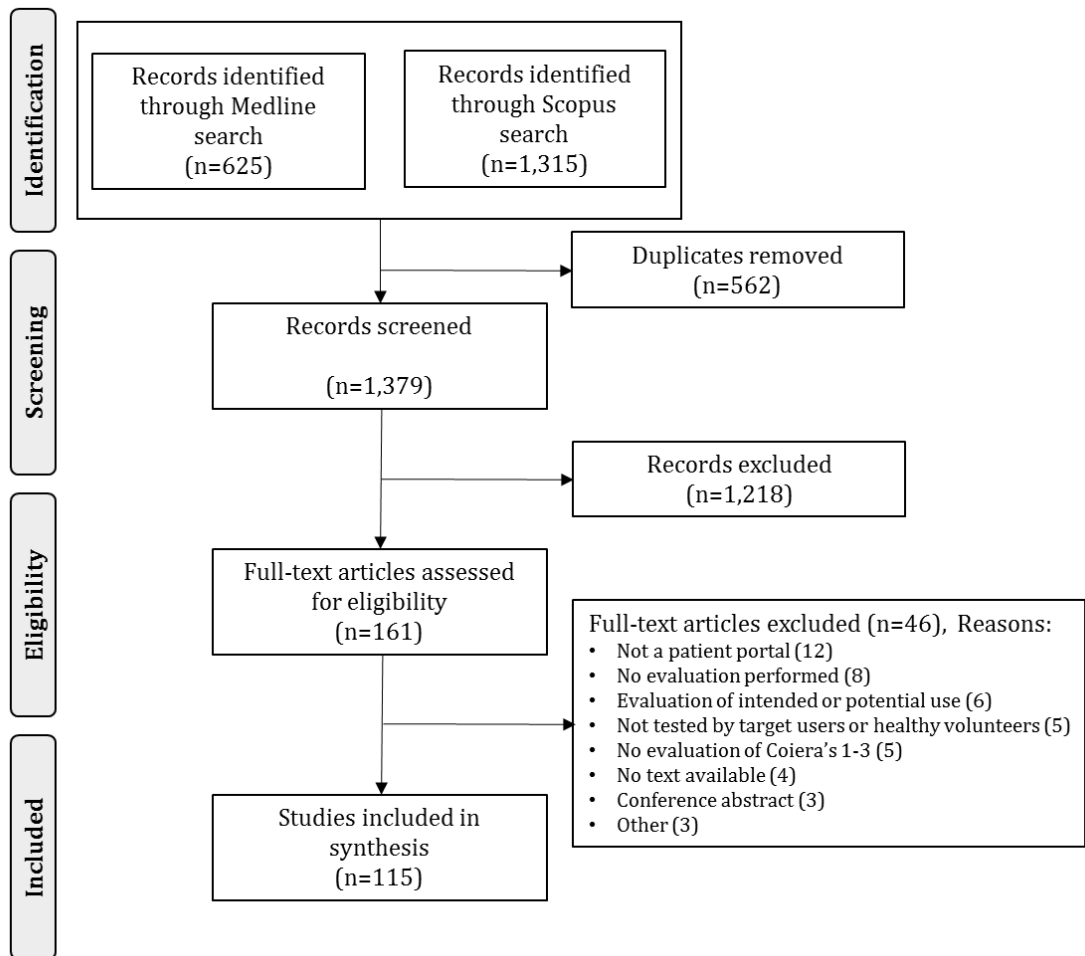 Identification
Records identified
through Medline
search
(n=625)
Records identified
through Scopus
search
(n=1,315)
Duplicates removed
(n=562)
Screening
Records screened
(n=1,379)
Records excluded
(n=1,218)
Eligibility
Full-text articles assessed
for eligibility
(n=161)
Full-text articles excluded (n=46), Reasons:
• Not a patient portal (12)
• No evaluation performed (8)
• Evaluation of intended or potential use (6)
• Not tested by target users or healthy volunteers (5)
• No evaluation of Coiera’s 1-3 (5)
• No text available (4)
• Conference abstract (3)
• Other (3)
Included
Studies included in
synthesis
(n=115)